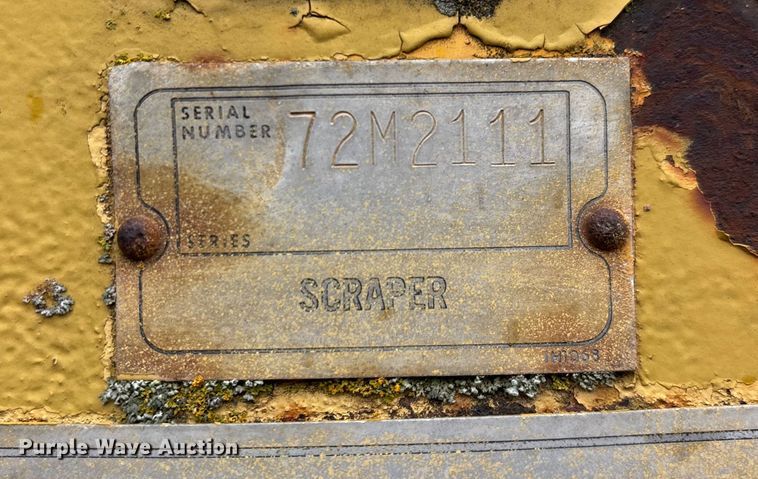 SERIAL
NUMBER 72M2111
SERIES
SCRAPER
Purple Wave Auction